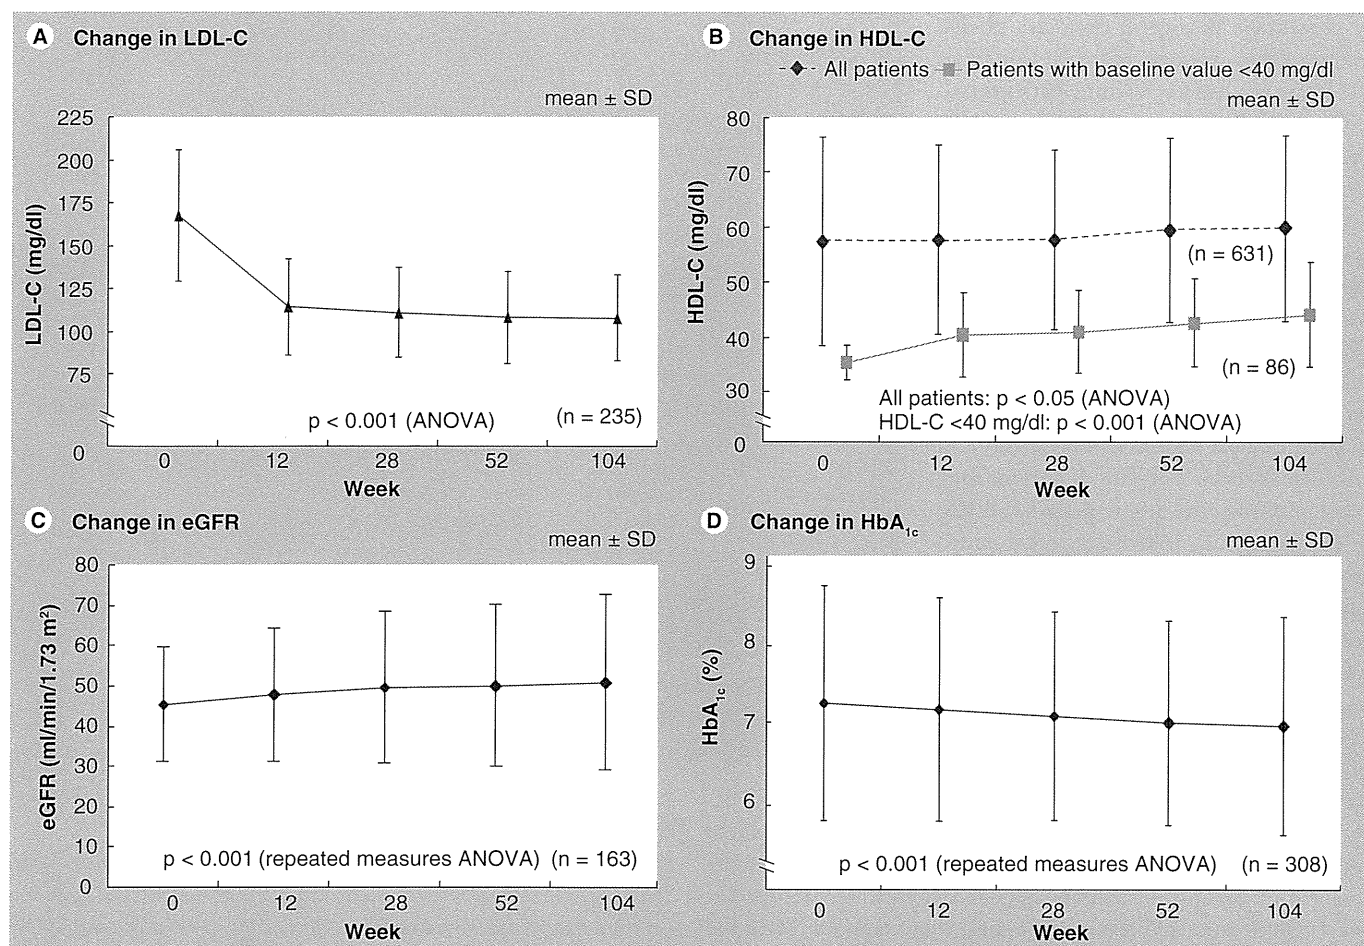 A Change in LDL-C
mean ± SD
LDL-C (mg/dl)
225
200
175
150
125
100
75
0
p < 0.001 (ANOVA) (n = 235)
0 12 28 52 104
Week
B Change in HDL-C
All patients Patients with baseline value <40 mg/dl
mean ± SD
HDL-C (mg/dl)
80
70
60
50
40
30
0
(n = 631)
(n = 86)
All patients: p < 0.05 (ANOVA)
HDL-C <40 mg/dl: p < 0.001 (ANOVA)
0 12 28 52 104
Week
C Change in eGFR
mean ± SD
eGFR (ml/min/1.73 m²)
80
70
60
50
40
30
20
10
0
p < 0.001 (repeated measures ANOVA) (n = 163)
0 12 28 52 104
Week
D Change in HbA₁c
mean ± SD
HbA₁c (%)
9
8
7
6
p < 0.001 (repeated measures ANOVA) (n = 308)
0 12 28 52 104
Week